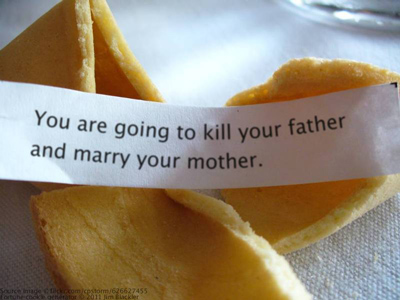 You are going to kill your father
and marry your mother.